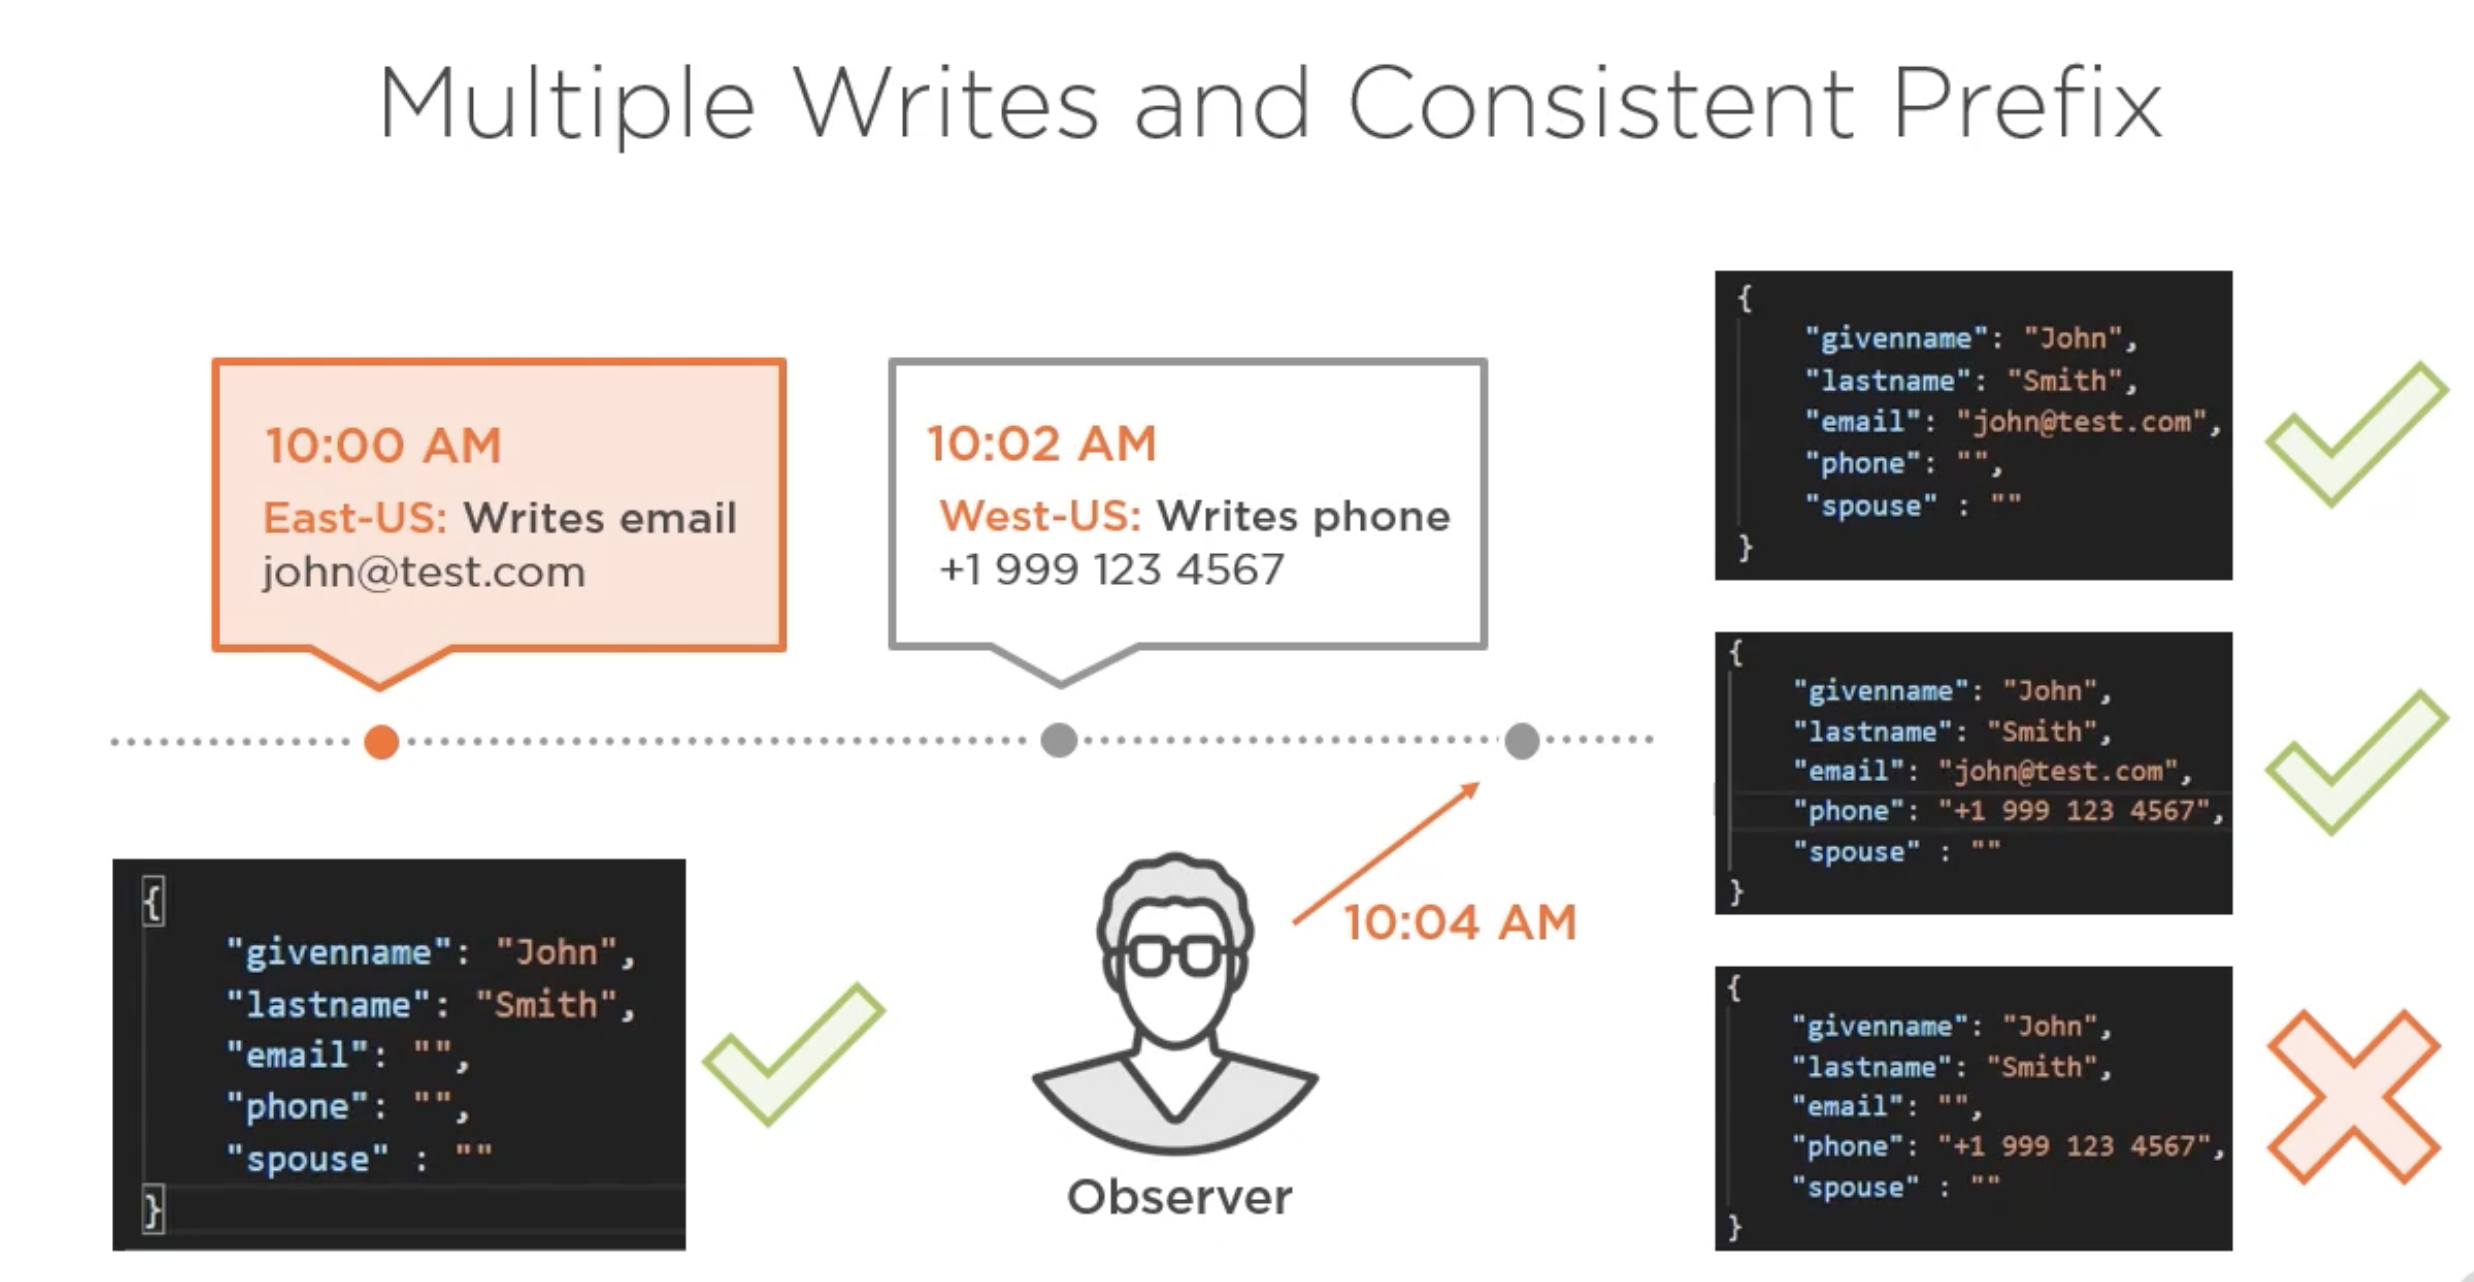 Multiple Writes and Consistent Prefix
10:00 AM
East-US: Writes email
john@test.com
10:02 AM
West-US: Writes phone
+1 999 123 4567
{
"givenname": "John",
"lastname": "Smith",
"email": "",
"phone": "",
"spouse" : ""
}
10:04 AM
Observer
{
"givenname": "John",
"lastname": "Smith",
"email": "john@test.com",
"phone": "",
"spouse" : ""
}
{
"givenname": "John",
"lastname": "Smith",
"email": "john@test.com",
"phone": "+1 999 123 4567",
"spouse" : ""
}
{
"givenname": "John",
"lastname": "Smith",
"email": "",
"phone": "+1 999 123 4567",
"spouse" : ""
}